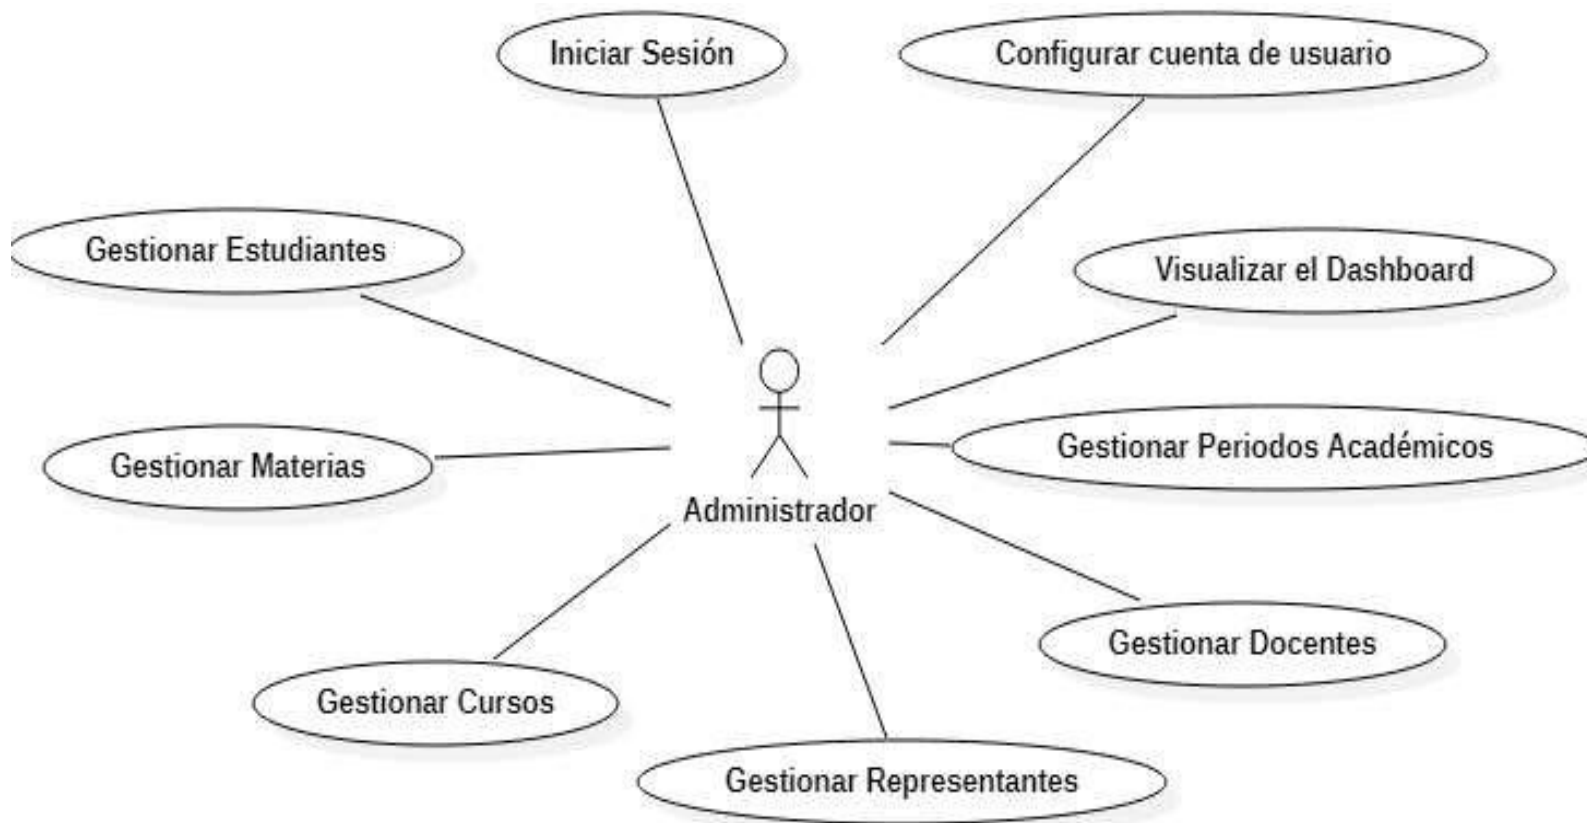 Iniciar Sesión
Configurar cuenta de usuario
Gestionar Estudiantes
Visualizar el Dashboard
Gestionar Materias
Gestionar Periodos Académicos
Administrador
Gestionar Docentes
Gestionar Cursos
Gestionar Representantes